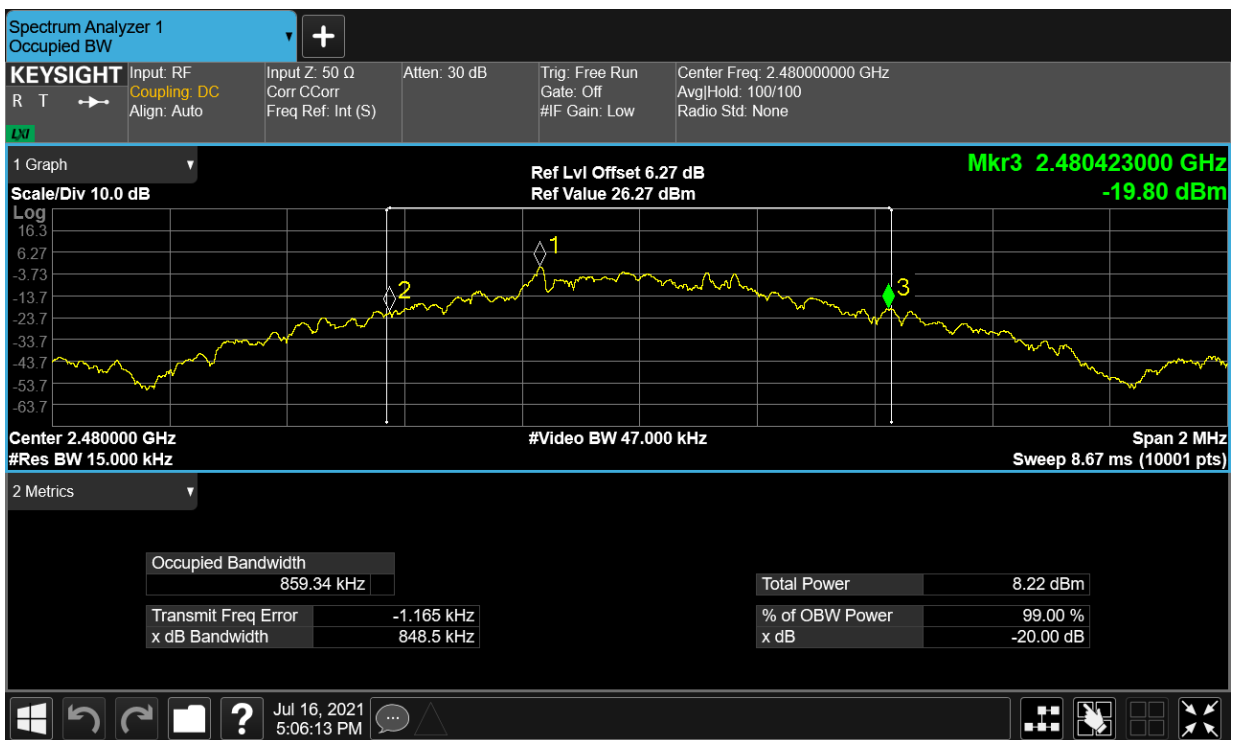 Spectrum Analyzer 1
Occupied BW
▼
+
KEYSIGHT
R T
LXI
Input: RF
Coupling: DC
Align: Auto
Input Z: 50 Ω
Corr CCorr
Freq Ref: Int (S)
Atten: 30 dB
Trig: Free Run
Gate: Off
#IF Gain: Low
Center Freq: 2.480000000 GHz
Avg|Hold: 100/100
Radio Std: None
1 Graph ▼
Scale/Div 10.0 dB
Ref Lvl Offset 6.27 dB
Ref Value 26.27 dBm
Mkr3 2.480423000 GHz
-19.80 dBm
Log
16.3
6.27
-3.73
-13.7
-23.7
-33.7
-43.7
-53.7
-63.7
1
2
3
Center 2.480000 GHz
#Res BW 15.000 kHz
#Video BW 47.000 kHz
Span 2 MHz
Sweep 8.67 ms (10001 pts)
2 Metrics ▼
Occupied Bandwidth
859.34 kHz
Transmit Freq Error -1.165 kHz
x dB Bandwidth 848.5 kHz
Total Power 8.22 dBm
% of OBW Power 99.00 %
x dB -20.00 dB
?
Jul 16, 2021
5:06:13 PM